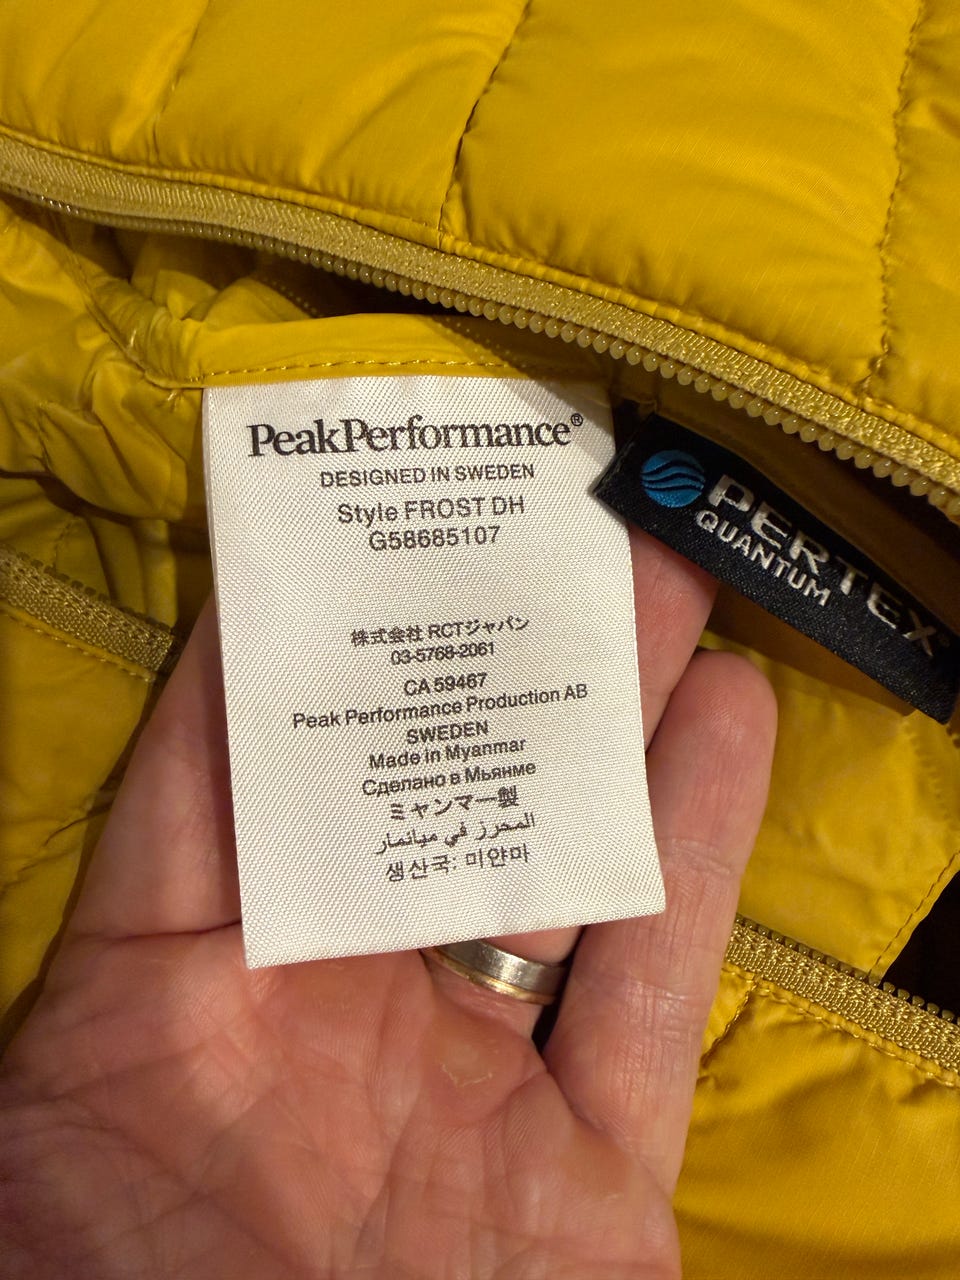 PeakPerformance®
DESIGNED IN SWEDEN
Style FROST DH
G58685107
株式会社 RCTジャパン
03-5768-2061
CA 59467
Peak Performance Production AB
SWEDEN
Made in Myanmar
Сделано в Мьянме
ミャンマー製
المحرز في ميانمار
생산국: 미얀마
PERTEX®
QUANTUM